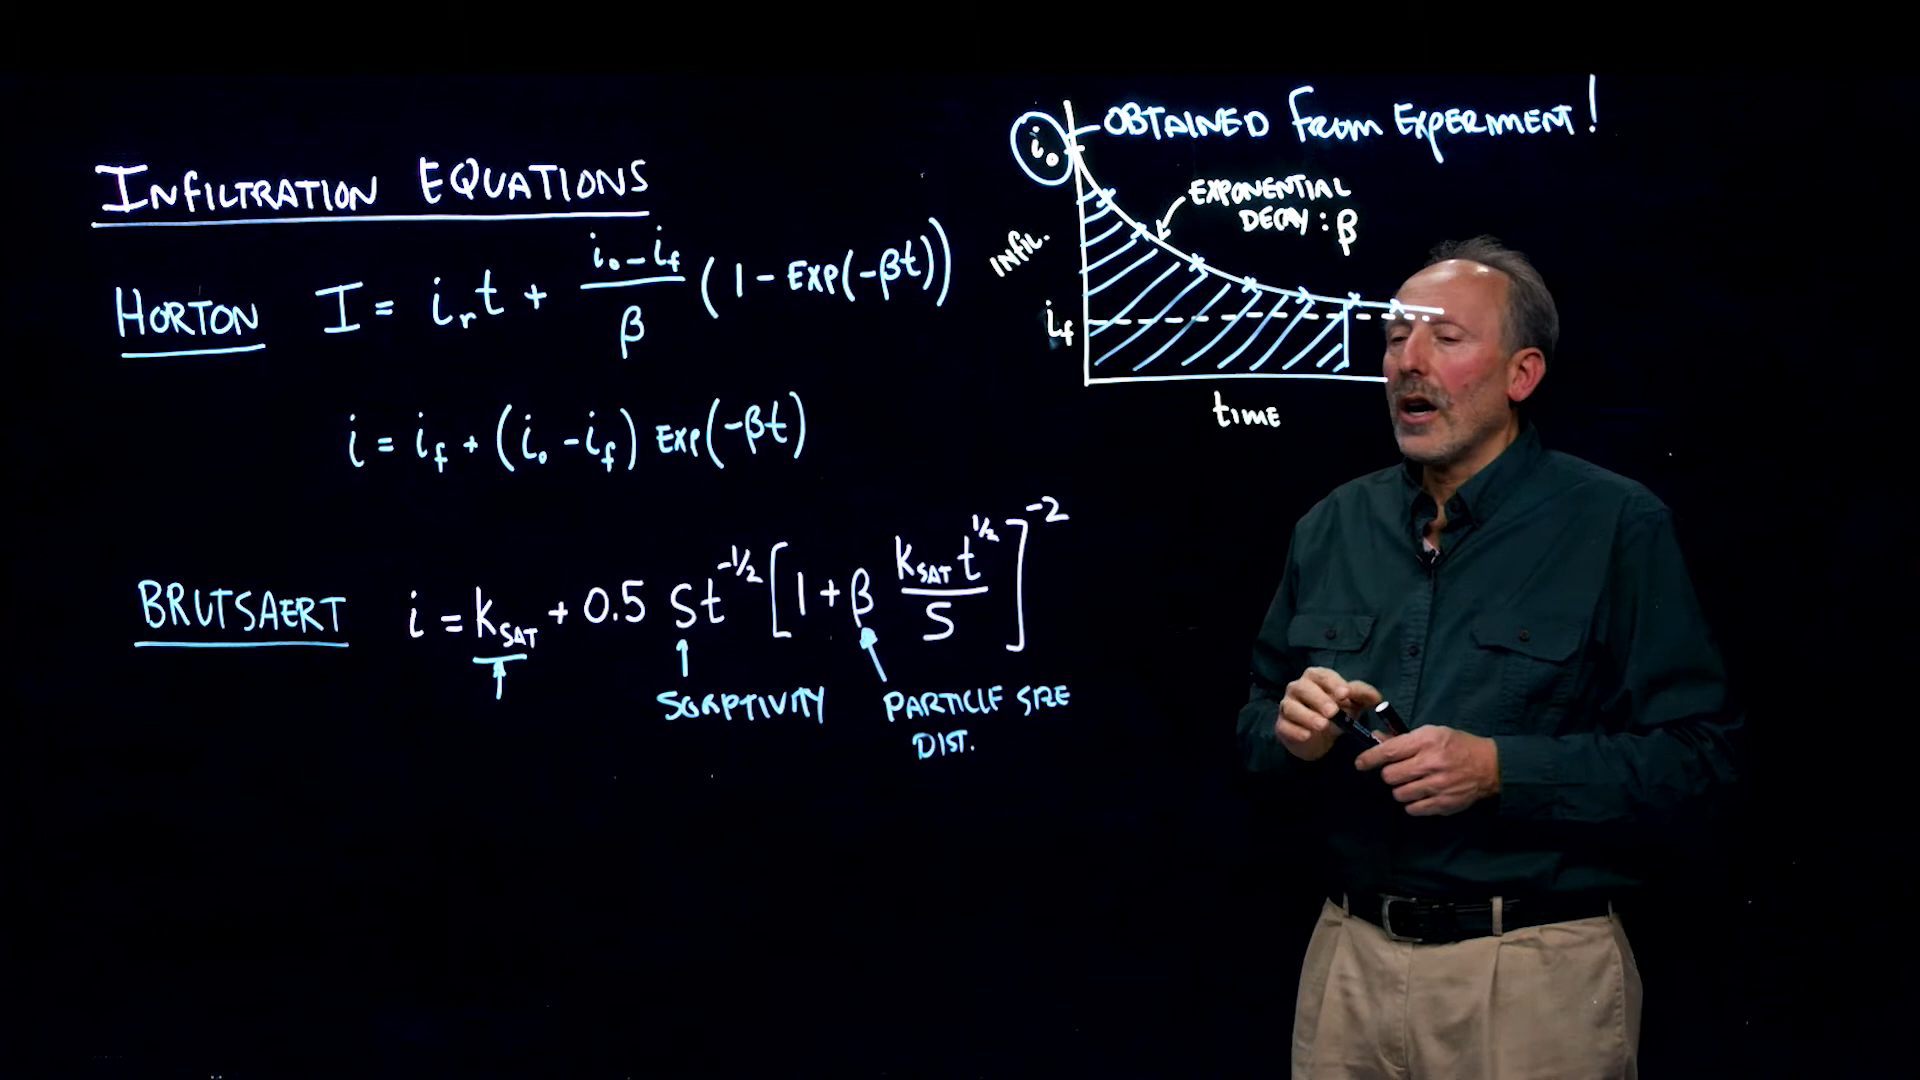 INFILTRATION EQUATIONS
HORTON I = i_r t + (i_o - i_f)/β (1 - EXP(-βt))
i = i_f + (i_o - i_f) EXP(-βt)
BRUTSAERT i = k_SAT + 0.5 S t^(-1/2) [1 + β (k_SAT t^(1/2))/S]^(-2)
SORPTIVITY
PARTICLE SIZE
DIST.
i_o
OBTAINED FROM EXPERIMENT!
EXPONENTIAL
DECAY: β
INFIL.
i_f
TIME